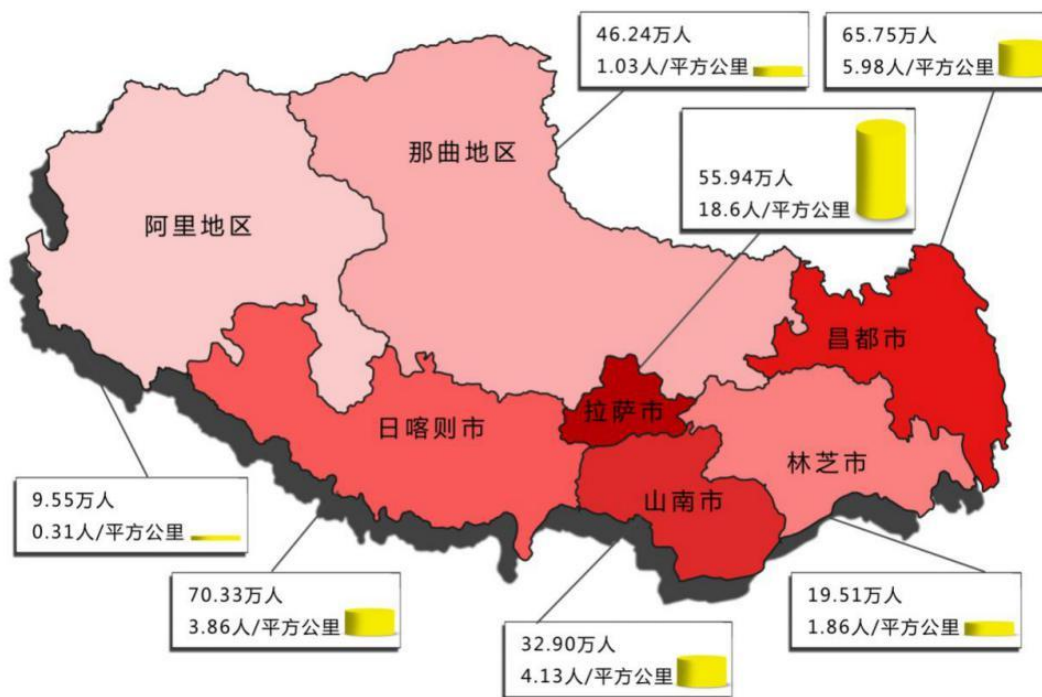 46.24万人
1.03人/平方公里
65.75万人
5.98人/平方公里
55.94万人
18.6人/平方公里
那曲地区
阿里地区
昌都市
拉萨市
日喀则市
林芝市
山南市
9.55万人
0.31人/平方公里
70.33万人
3.86人/平方公里
32.90万人
4.13人/平方公里
19.51万人
1.86人/平方公里